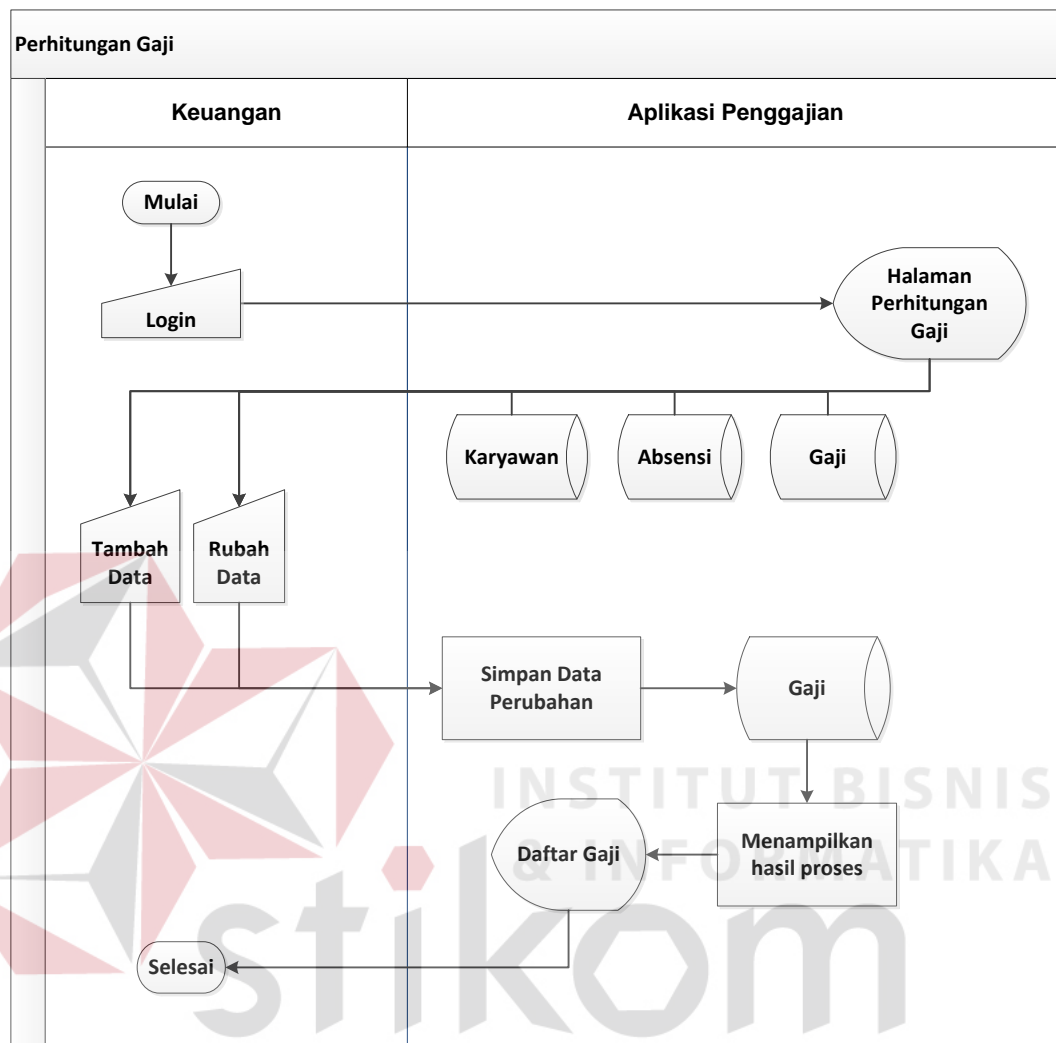 Perhitungan Gaji
Keuangan
Aplikasi Penggajian
Mulai
Login
Halaman
Perhitungan
Gaji
Karyawan
Absensi
Gaji
Tambah
Data
Rubah
Data
Simpan Data
Perubahan
Gaji
INSTITUT BISNIS
& INFORMATIKA
Daftar Gaji
Menampilkan
hasil proses
stikom
Selesai